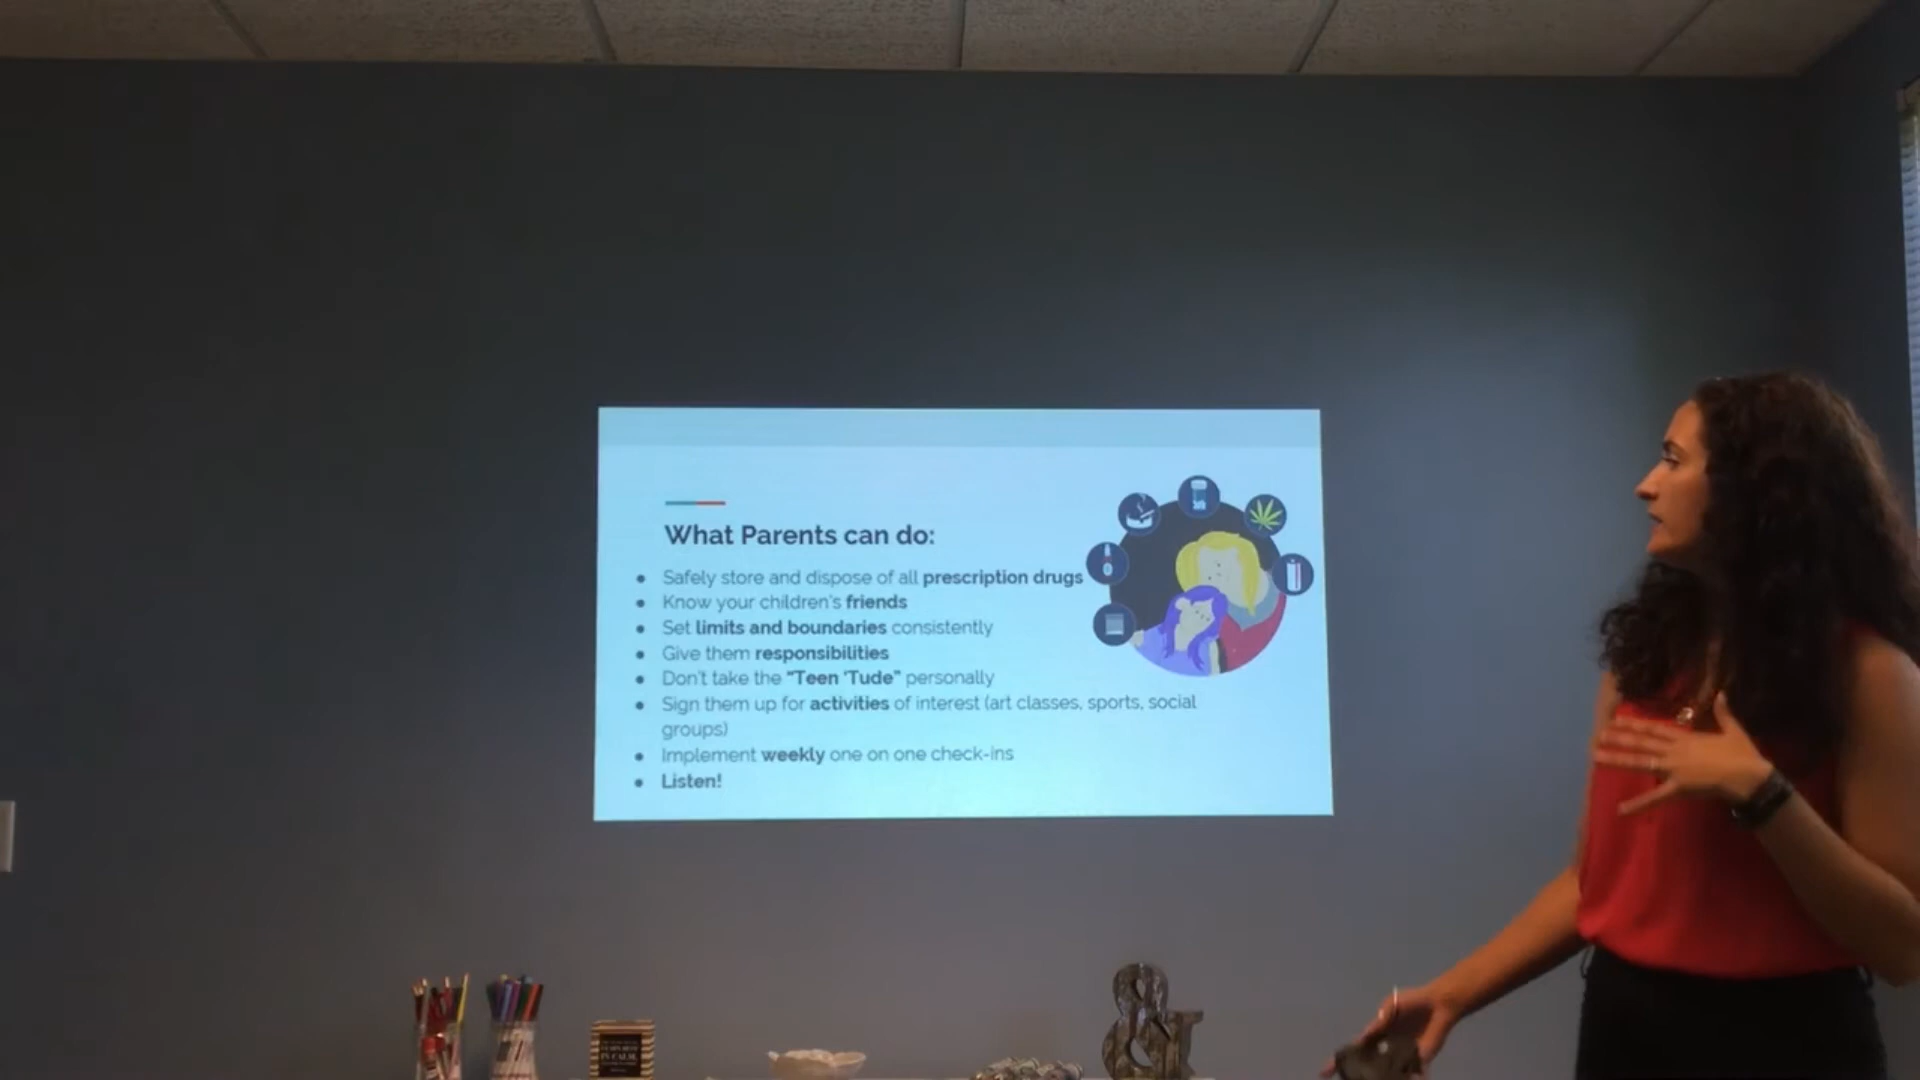 What Parents can do:
● Safely store and dispose of all prescription drugs
● Know your children's friends
● Set limits and boundaries consistently
● Give them responsibilities
● Don't take the “Teen 'Tude” personally
● Sign them up for activities of interest (art classes, sports, social
groups)
● Implement weekly one on one check-ins
● Listen!
&
IN CALM,